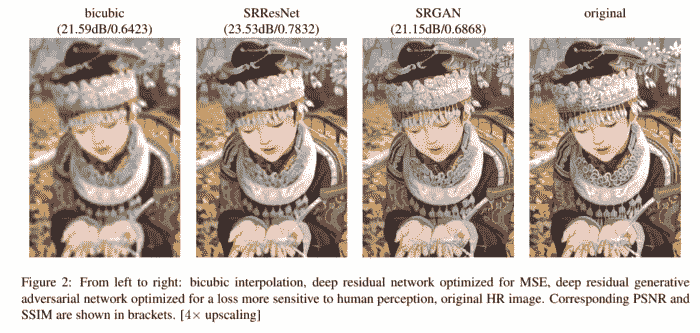 bicubic
(21.59dB/0.6423)
SRResNet
(23.53dB/0.7832)
SRGAN
(21.15dB/0.6868)
original
Figure 2: From left to right: bicubic interpolation, deep residual network optimized for MSE, deep residual generative
adversarial network optimized for a loss more sensitive to human perception, original HR image. Corresponding PSNR and
SSIM are shown in brackets. [4× upscaling]